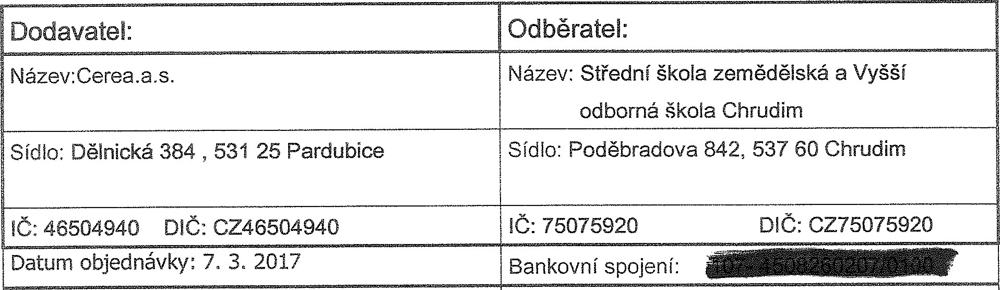 Dodavatel:
Odběratel:
Název:Cerea.a.s.
Název: Střední škola zemědělská a Vyšší
odborná škola Chrudim
Sídlo: Dělnická 384 , 531 25 Pardubice
Sídlo: Poděbradova 842, 537 60 Chrudim
IČ: 46504940 DIČ: CZ46504940
IČ: 75075920 DIČ: CZ75075920
Datum objednávky: 7. 3. 2017
Bankovní spojení: